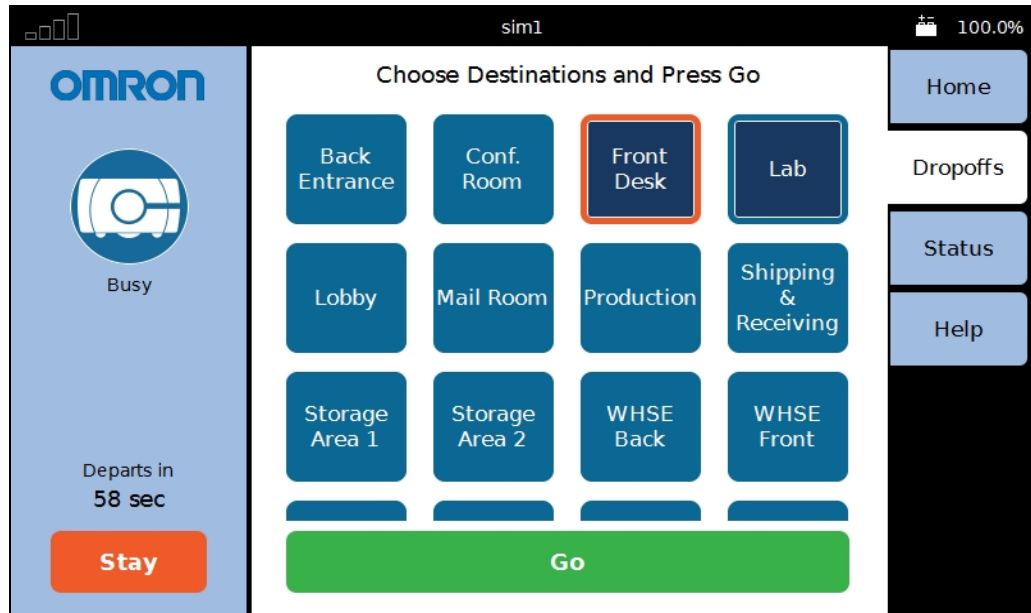 sim1
100.0%
OMRON
Busy
Departs in
58 sec
Stay
Choose Destinations and Press Go
Back
Entrance
Conf.
Room
Front
Desk
Lab
Lobby
Mail Room
Production
Shipping
&
Receiving
Storage
Area 1
Storage
Area 2
WHSE
Back
WHSE
Front
Go
Home
Dropoffs
Status
Help